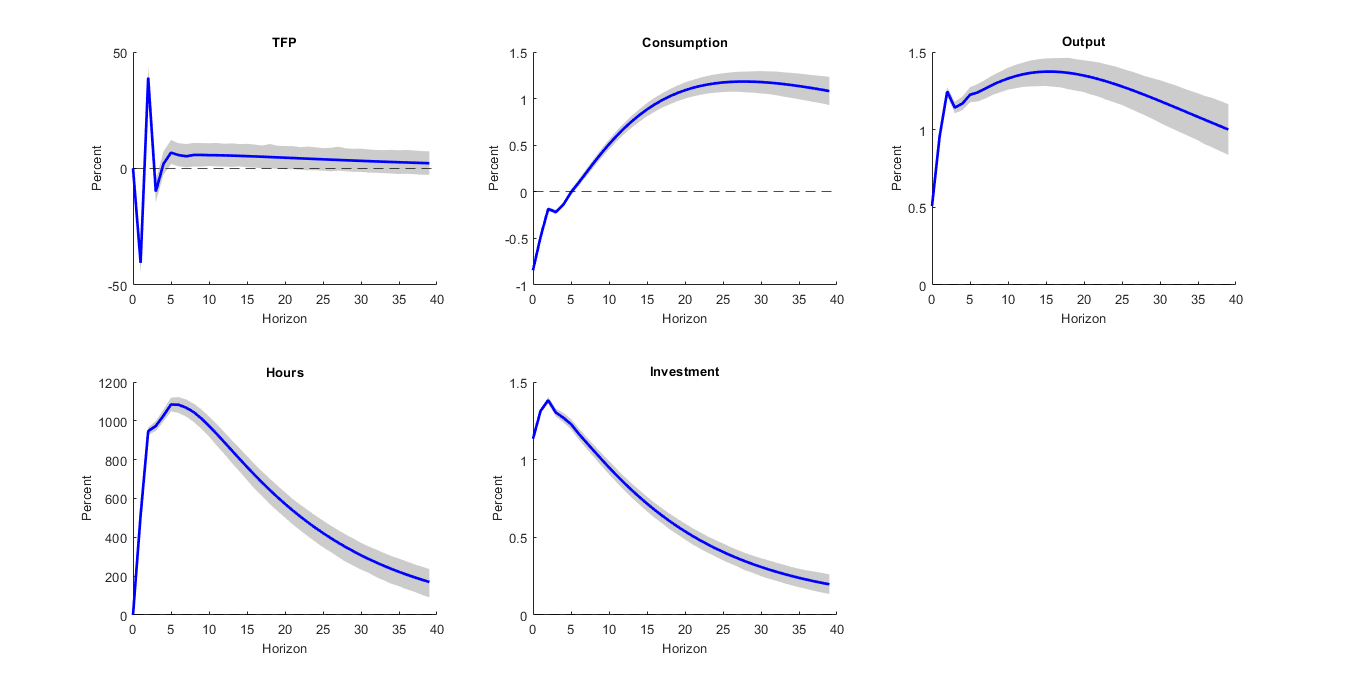 TFP
50
0
-50
Percent
0 5 10 15 20 25 30 35 40
Horizon
Consumption
1.5
1
0.5
0
-0.5
-1
Percent
0 5 10 15 20 25 30 35 40
Horizon
Output
1.5
1
0.5
0
Percent
0 5 10 15 20 25 30 35 40
Horizon
Hours
1200
1000
800
600
400
200
0
Percent
0 5 10 15 20 25 30 35 40
Horizon
Investment
1.5
1
0.5
0
Percent
0 5 10 15 20 25 30 35 40
Horizon